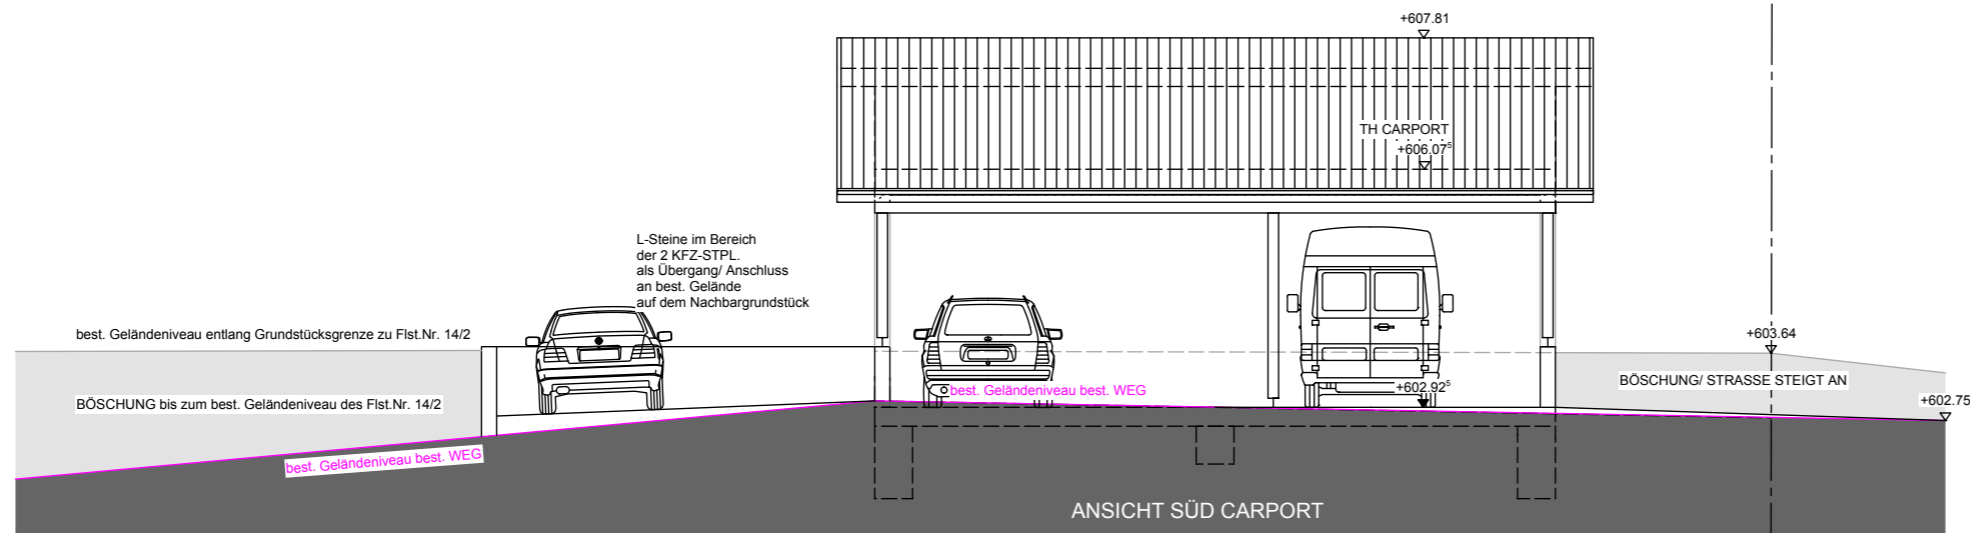 +607.81
TH CARPORT
+606.07⁵
L-Steine im Bereich
der 2 KFZ-STPL.
als Übergang/ Anschluss
an best. Gelände
auf dem Nachbargrundstück
best. Geländeniveau entlang Grundstücksgrenze zu Flst.Nr. 14/2
+603.64
BÖSCHUNG/ STRASSE STEIGT AN
+602.92⁵
best. Geländeniveau best. WEG
BÖSCHUNG bis zum best. Geländeniveau des Flst.Nr. 14/2
+602.75
best. Geländeniveau best. WEG
ANSICHT SÜD CARPORT